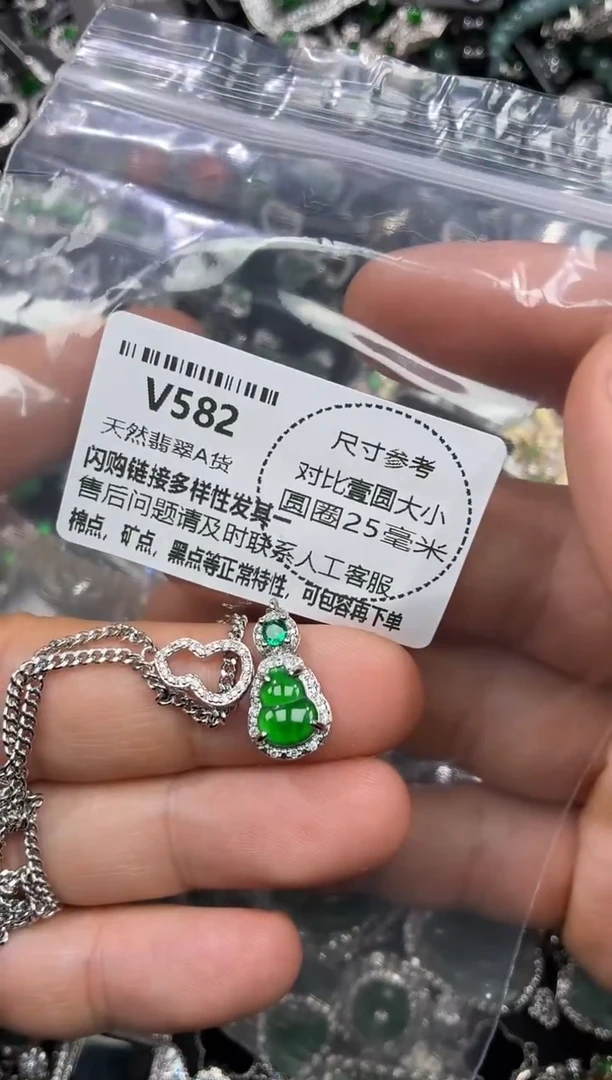 V582
天然翡翠A货
闪购链接多样性发其一
售后问题请及时联系人工客服
棉点，矿点，黑点等正常特性，可包容再下单
尺寸参考
对比壹圆大小
圆圈25毫米